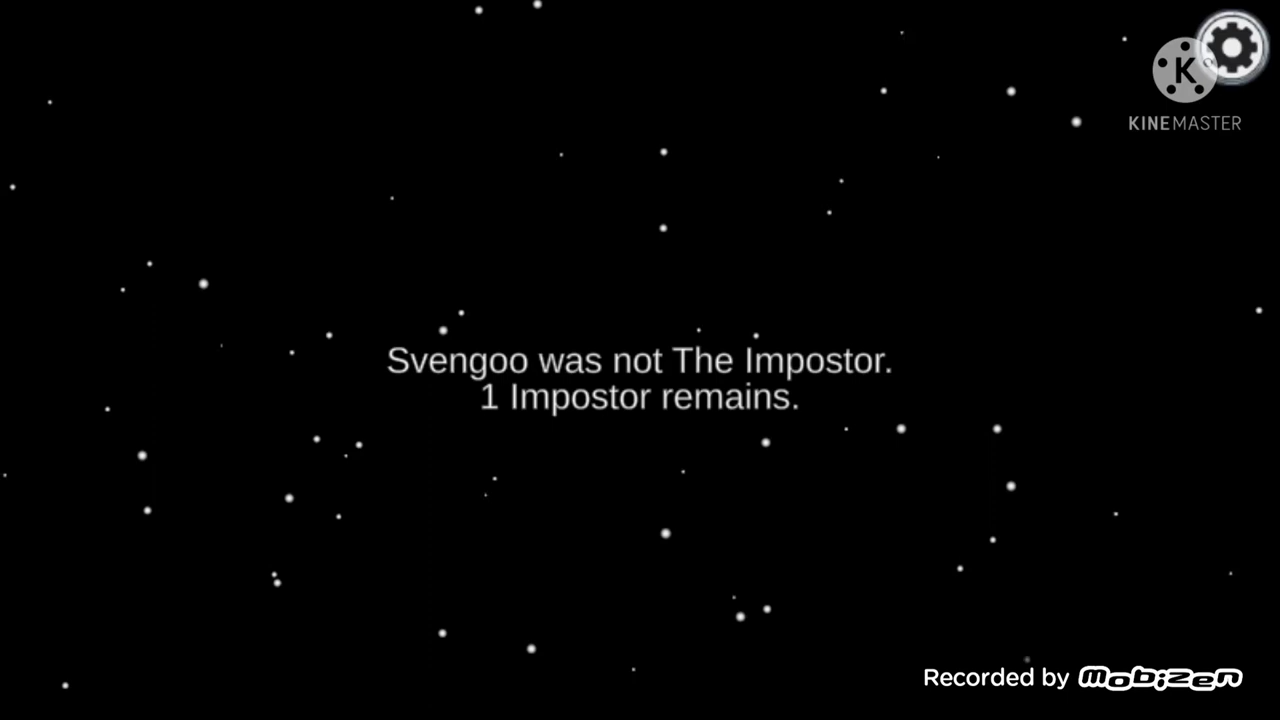 K
KINEMASTER
Svengoo was not The Impostor.
1 Impostor remains.
Recorded by mobizen